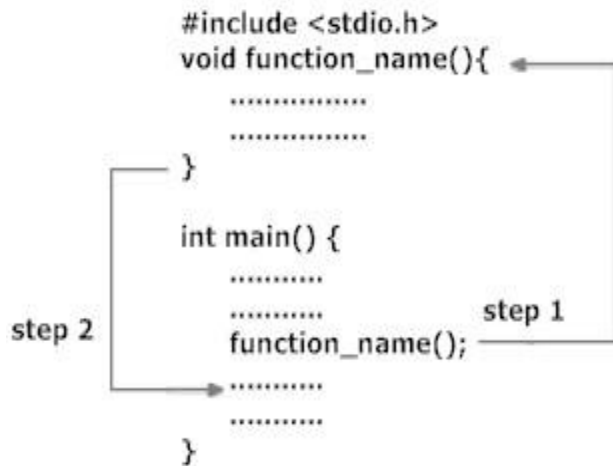 #include <stdio.h>
void function_name(){
................
................
}
int main() {
...........
...........
step 1
step 2
function_name();
...........
...........
}